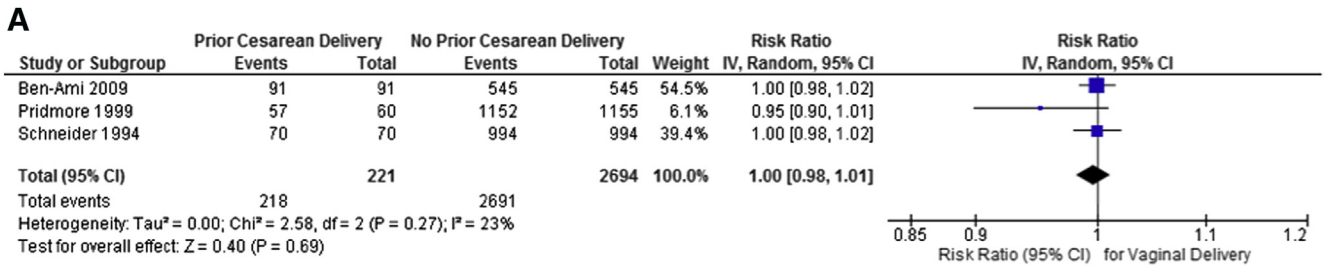 A
Prior Cesarean Delivery No Prior Cesarean Delivery Risk Ratio Risk Ratio
Study or Subgroup Events Total Events Total Weight IV, Random, 95% CI IV, Random, 95% CI
Ben-Ami 2009 91 91 545 545 54.5% 1.00 [0.98, 1.02]
Pridmore 1999 57 60 1152 1155 6.1% 0.95 [0.90, 1.01]
Schneider 1994 70 70 994 994 39.4% 1.00 [0.98, 1.02]
Total (95% CI) 221 2694 100.0% 1.00 [0.98, 1.01]
Total events 218 2691
Heterogeneity: Tau² = 0.00; Chi² = 2.58, df = 2 (P = 0.27); I² = 23%
Test for overall effect: Z = 0.40 (P = 0.69)
0.85 0.9 1 1.1 1.2
Risk Ratio (95% CI) for Vaginal Delivery